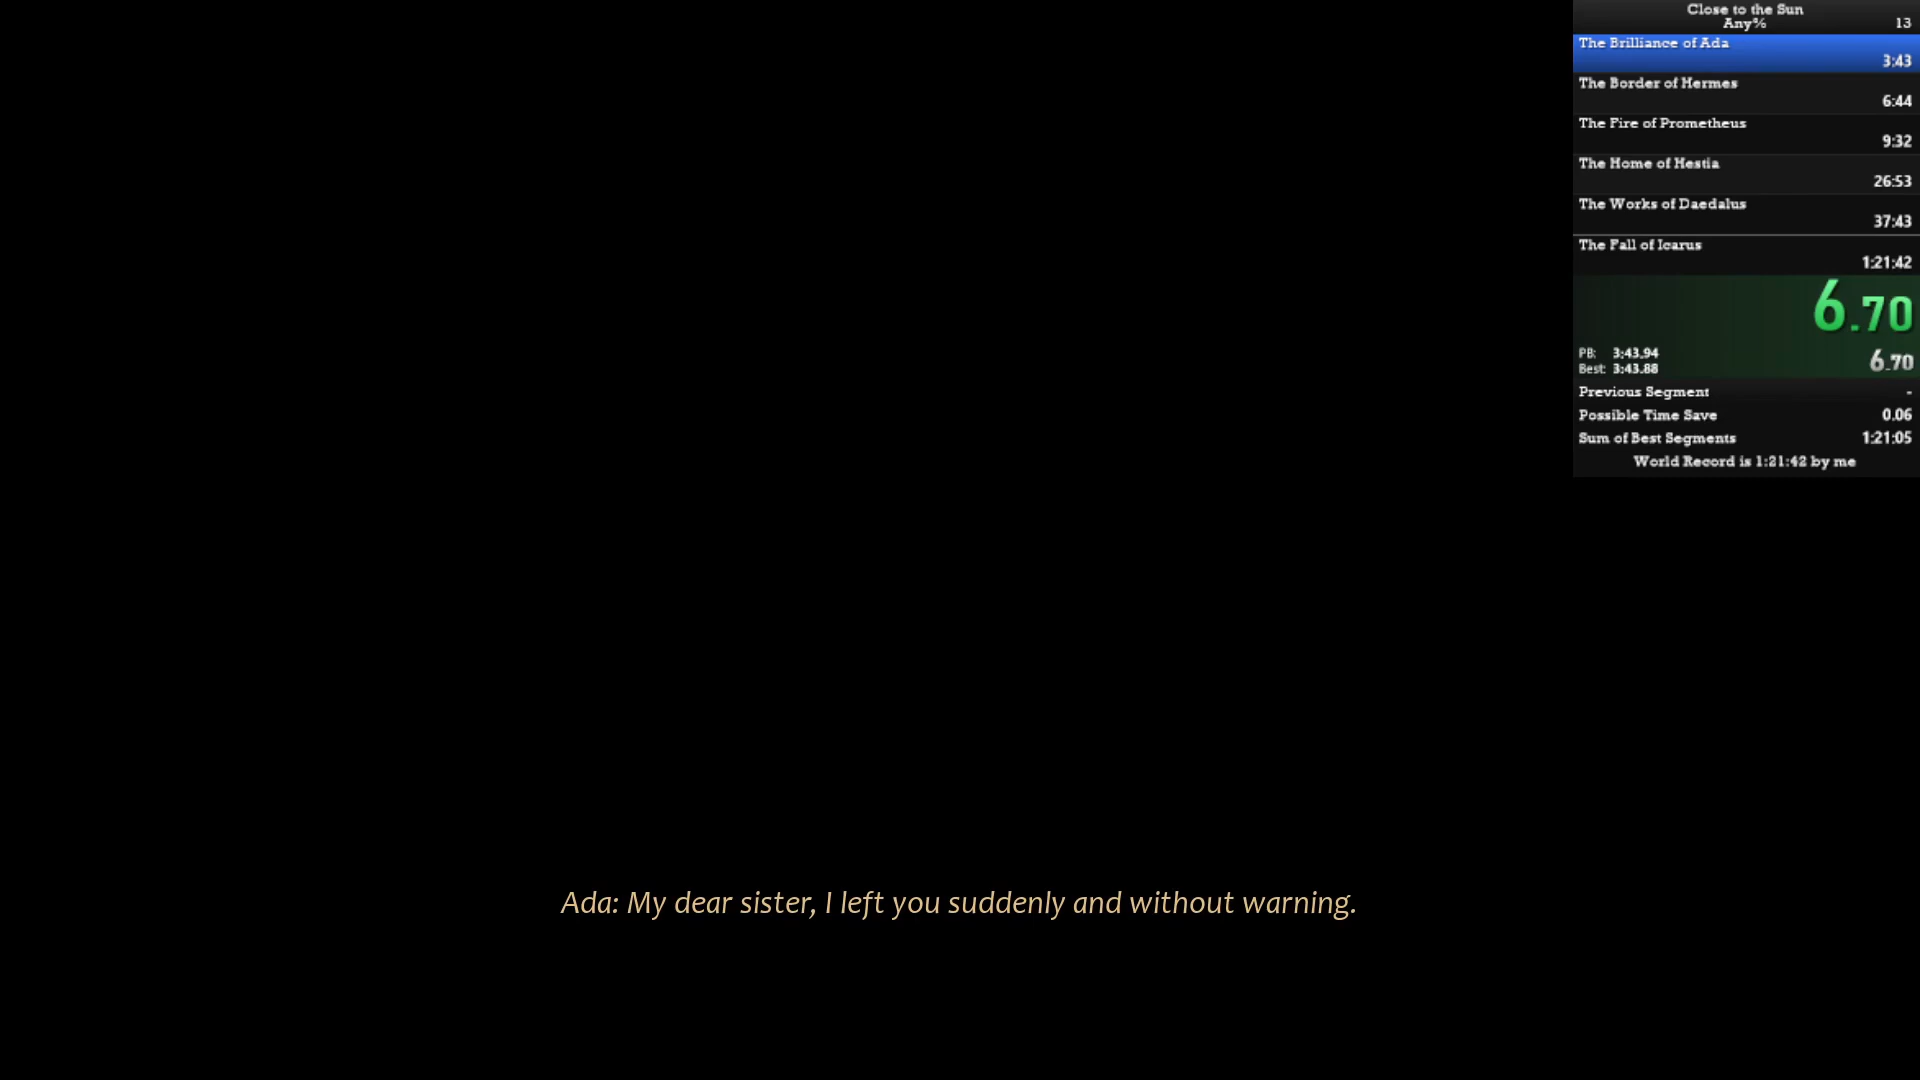 Close to the Sun
Any%
13
The Brilliance of Ada
3:43
The Border of Hermes
6:44
The Fire of Prometheus
9:32
The Home of Hestia
26:53
The Works of Daedalus
37:43
The Fall of Icarus
1:21:42
6.70
PB: 3:43.94
Best: 3:43.88
6.70
Previous Segment -
Possible Time Save 0.06
Sum of Best Segments 1:21:05
World Record is 1:21:42 by me
Ada: My dear sister, I left you suddenly and without warning.